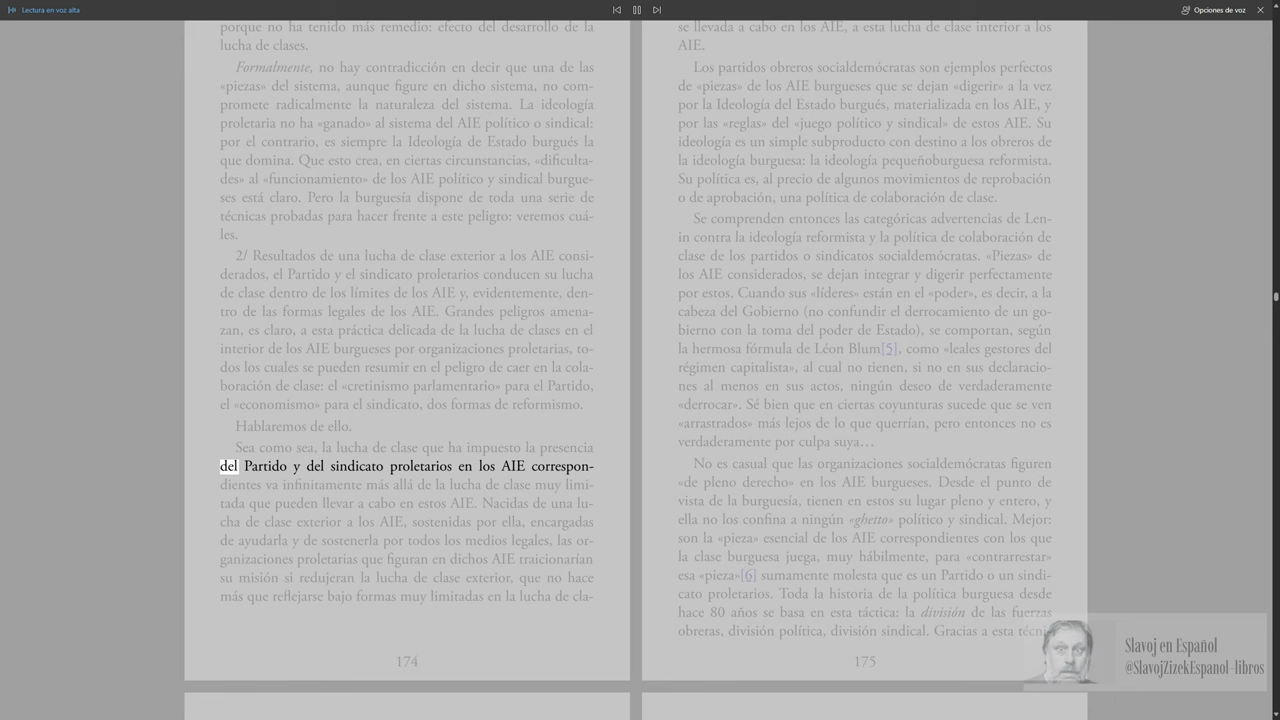 Lectura en voz alta
Opciones de voz
porque no ha tenido más remedio: efecto del desarrollo de la
lucha de clases.
Formalmente, no hay contradicción en decir que una de las
«piezas» del sistema, aunque figure en dicho sistema, no com-
promete radicalmente la naturaleza del sistema. La ideología
proletaria no ha «ganado» al sistema del AIE político o sindical:
por el contrario, es siempre la Ideología de Estado burgués la
que domina. Que esto crea, en ciertas circunstancias, «dificulta-
des» al «funcionamiento» de los AIE político y sindical burgue-
ses está claro. Pero la burguesía dispone de toda una serie de
técnicas probadas para hacer frente a este peligro: veremos cuá-
les.
2/ Resultados de una lucha de clase exterior a los AIE consi-
derados, el Partido y el sindicato proletarios conducen su lucha
de clase dentro de los límites de los AIE y, evidentemente, den-
tro de las formas legales de los AIE. Grandes peligros amena-
zan, es claro, a esta práctica delicada de la lucha de clases en el
interior de los AIE burgueses por organizaciones proletarias, to-
dos los cuales se pueden resumir en el peligro de caer en la cola-
boración de clase: el «cretinismo parlamentario» para el Partido,
el «economismo» para el sindicato, dos formas de reformismo.
Hablaremos de ello.
Sea como sea, la lucha de clase que ha impuesto la presencia
del Partido y del sindicato proletarios en los AIE correspon-
dientes va infinitamente más allá de la lucha de clase muy limi-
tada que pueden llevar a cabo en estos AIE. Nacidas de una lu-
cha de clase exterior a los AIE, sostenidas por ella, encargadas
de ayudarla y de sostenerla por todos los medios legales, las or-
ganizaciones proletarias que figuran en dichos AIE traicionarían
su misión si redujeran la lucha de clase exterior, que no hace
más que reflejarse bajo formas muy limitadas en la lucha de cla-
174
se llevada a cabo en los AIE, a esta lucha de clase interior a los
AIE.
Los partidos obreros socialdemócratas son ejemplos perfectos
de «piezas» de los AIE burgueses que se dejan «digerir» a la vez
por la Ideología del Estado burgués, materializada en los AIE, y
por las «reglas» del «juego político y sindical» de estos AIE. Su
ideología es un simple subproducto con destino a los obreros de
la ideología burguesa: la ideología pequeñoburguesa reformista.
Su política es, al precio de algunos movimientos de reprobación
o de aprobación, una política de colaboración de clase.
Se comprenden entonces las categóricas advertencias de Len-
in contra la ideología reformista y la política de colaboración de
clase de los partidos o sindicatos socialdemócratas. «Piezas» de
los AIE considerados, se dejan integrar y digerir perfectamente
por estos. Cuando sus «líderes» están en el «poder», es decir, a la
cabeza del Gobierno (no confundir el derrocamiento de un go-
bierno con la toma del poder de Estado), se comportan, según
la hermosa fórmula de Léon Blum[5], como «leales gestores del
régimen capitalista», al cual no tienen, si no en sus declaracio-
nes al menos en sus actos, ningún deseo de verdaderamente
«derrocar». Sé bien que en ciertas coyunturas sucede que se ven
«arrastrados» más lejos de lo que querrían, pero entonces no es
verdaderamente por culpa suya…
No es casual que las organizaciones socialdemócratas figuren
«de pleno derecho» en los AIE burgueses. Desde el punto de
vista de la burguesía, tienen en estos su lugar pleno y entero, y
ella no los confina a ningún «ghetto» político y sindical. Mejor:
son la «pieza» esencial de los AIE correspondientes con los que
la clase burguesa juega, muy hábilmente, para «contrarrestar»
esa «pieza»[6] sumamente molesta que es un Partido o un sindi-
cato proletarios. Toda la historia de la política burguesa desde
hace 80 años se basa en esta táctica: la división de las fuerzas
obreras, división política, división sindical. Gracias a esta técni-
175
Slavoj en Español
@SlavojZizekEspanol-libros